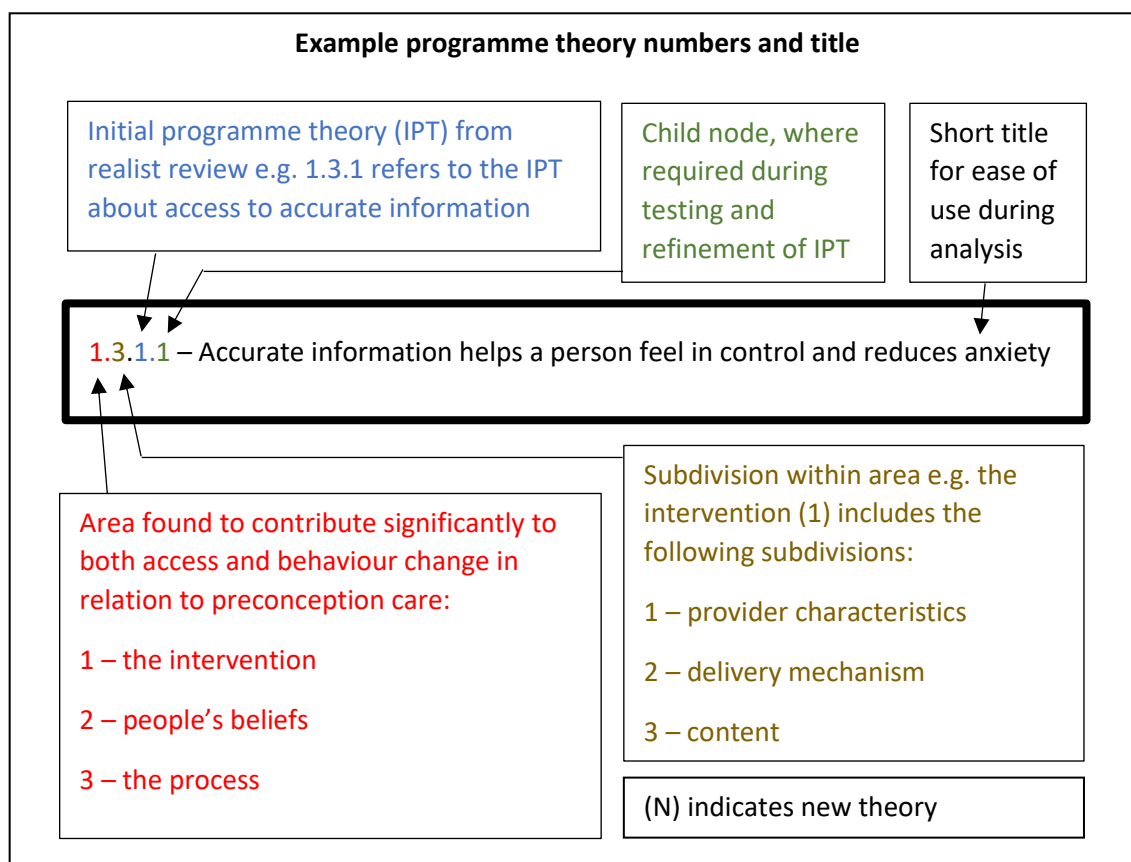 Example programme theory numbers and title
Initial programme theory (IPT) from
realist review e.g. 1.3.1 refers to the IPT
about access to accurate information
Child node, where
required during
testing and
refinement of IPT
Short title
for ease of
use during
analysis
1.3.1.1 – Accurate information helps a person feel in control and reduces anxiety
Area found to contribute significantly to
both access and behaviour change in
relation to preconception care:
1 – the intervention
2 – people’s beliefs
3 – the process
Subdivision within area e.g. the
intervention (1) includes the
following subdivisions:
1 – provider characteristics
2 – delivery mechanism
3 – content
(N) indicates new theory